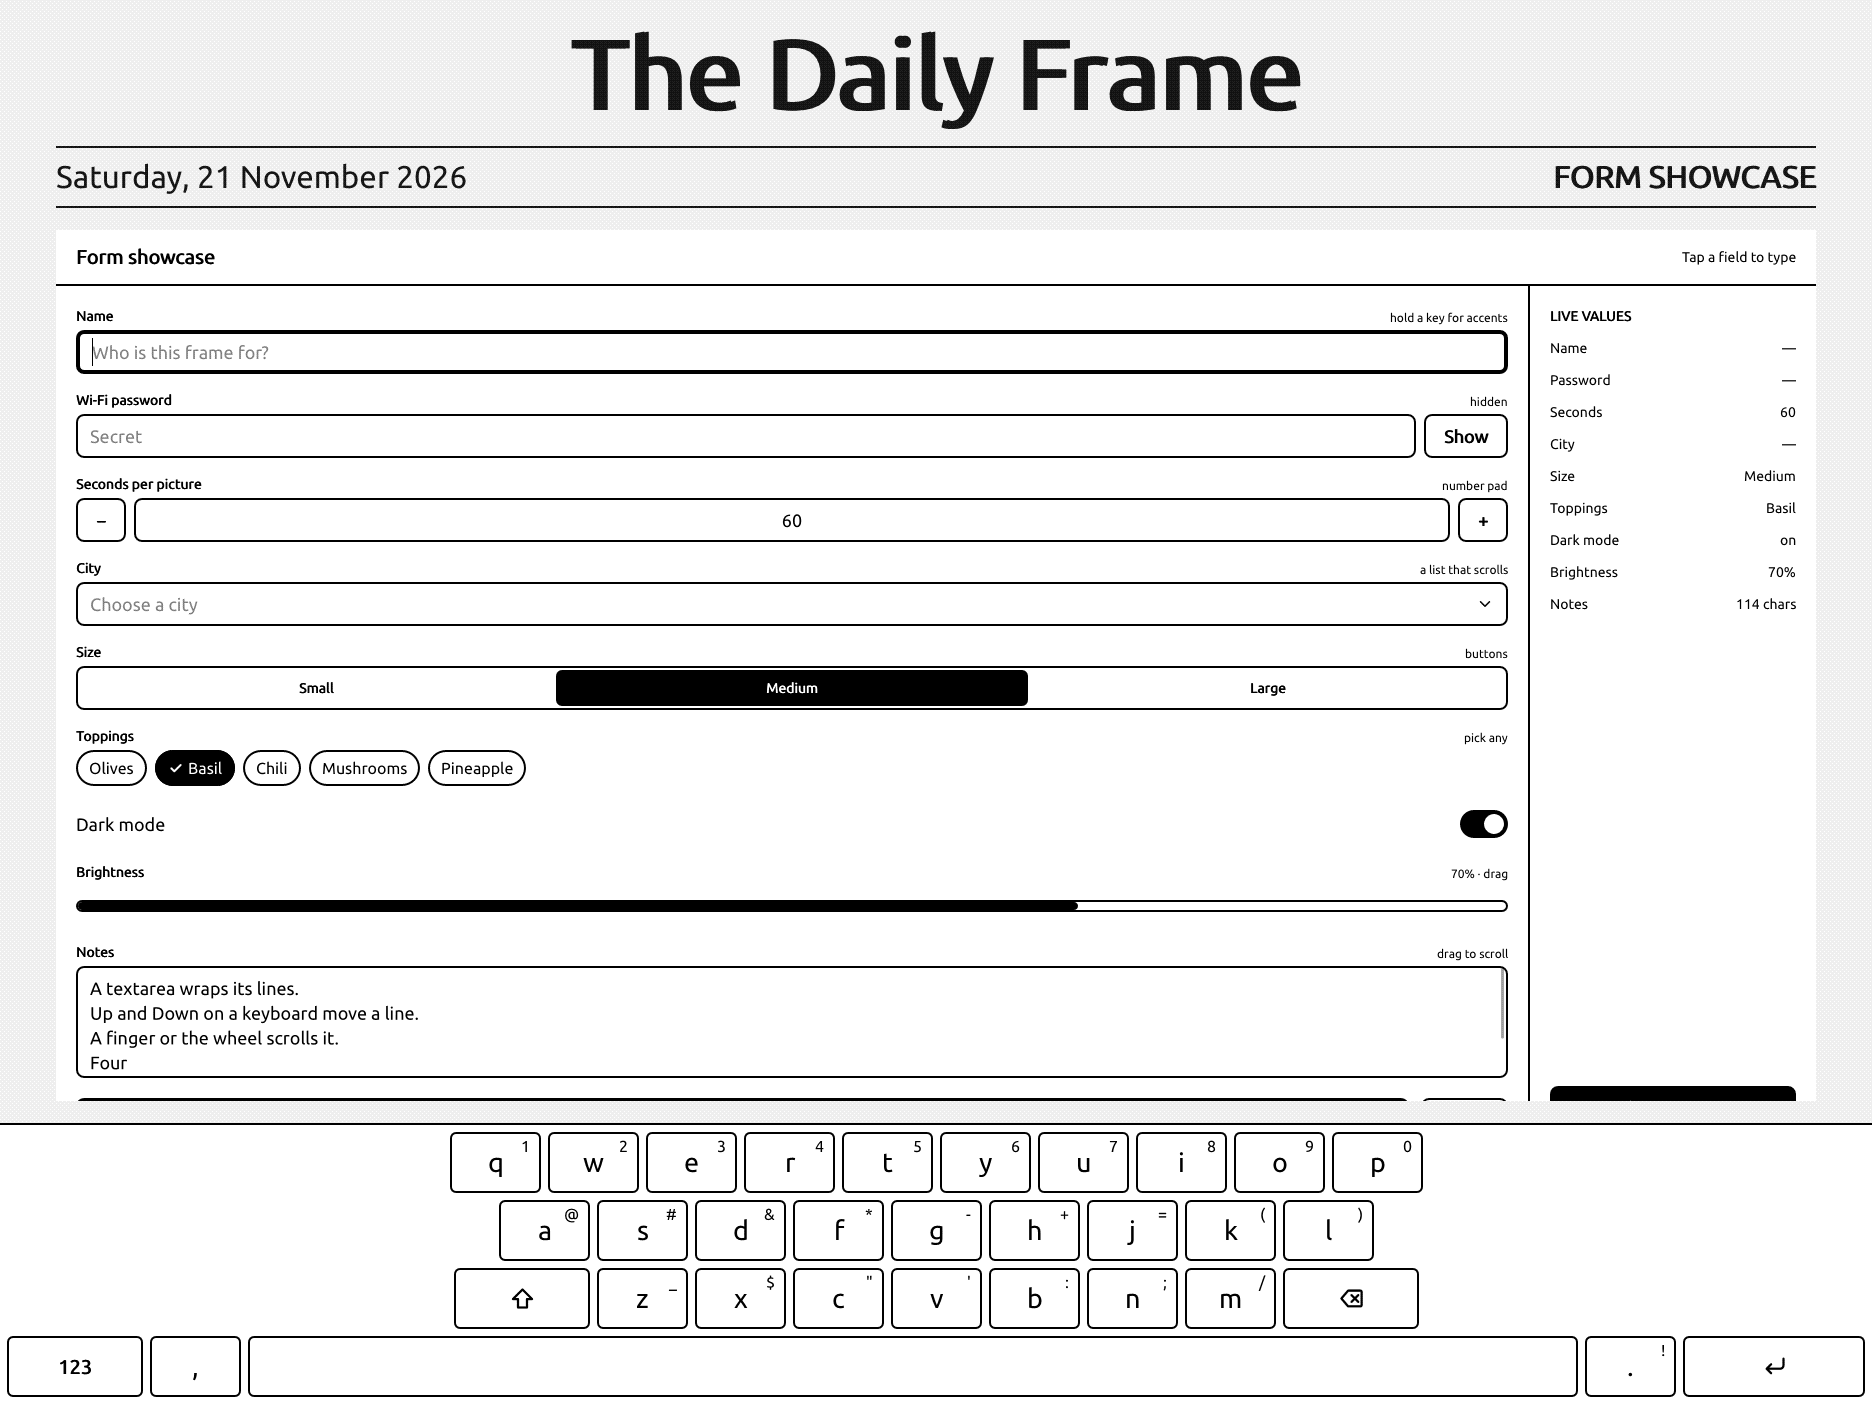 The Daily Frame
Saturday, 21 November 2026 FORM SHOWCASE
Form showcase Tap a field to type
Name hold a key for accents
Who is this frame for?
Wi-Fi password hidden
Secret Show
Seconds per picture number pad
− 60 +
City a list that scrolls
Choose a city
Size buttons
Small Medium Large
Toppings pick any
Olives Basil Chili Mushrooms Pineapple
Dark mode
Brightness 70% · drag
Notes drag to scroll
A textarea wraps its lines.
Up and Down on a keyboard move a line.
A finger or the wheel scrolls it.
Four
LIVE VALUES
Name —
Password —
Seconds 60
City —
Size Medium
Toppings Basil
Dark mode on
Brightness 70%
Notes 114 chars
q 1 w 2 e 3 r 4 t 5 y 6 u 7 i 8 o 9 p 0
a @ s # d & f * g - h + j = k ( l )
z _ x $ c " v ' b : n ; m /
123 , . !